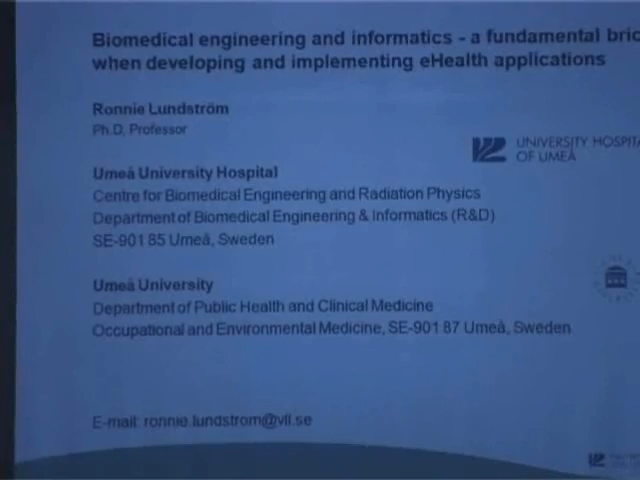 Biomedical engineering and informatics - a fundamental bric
when developing and implementing eHealth applications
Ronnie Lundström
Ph.D, Professor
UNIVERSITY HOSPITA
OF UMEÅ
Umeå University Hospital
Centre for Biomedical Engineering and Radiation Physics
Department of Biomedical Engineering & Informatics (R&D)
SE-901 85 Umeå, Sweden
Umeå University
Department of Public Health and Clinical Medicine
Occupational and Environmental Medicine, SE-901 87 Umeå, Sweden
E-mail: ronnie.lundstrom@vll.se